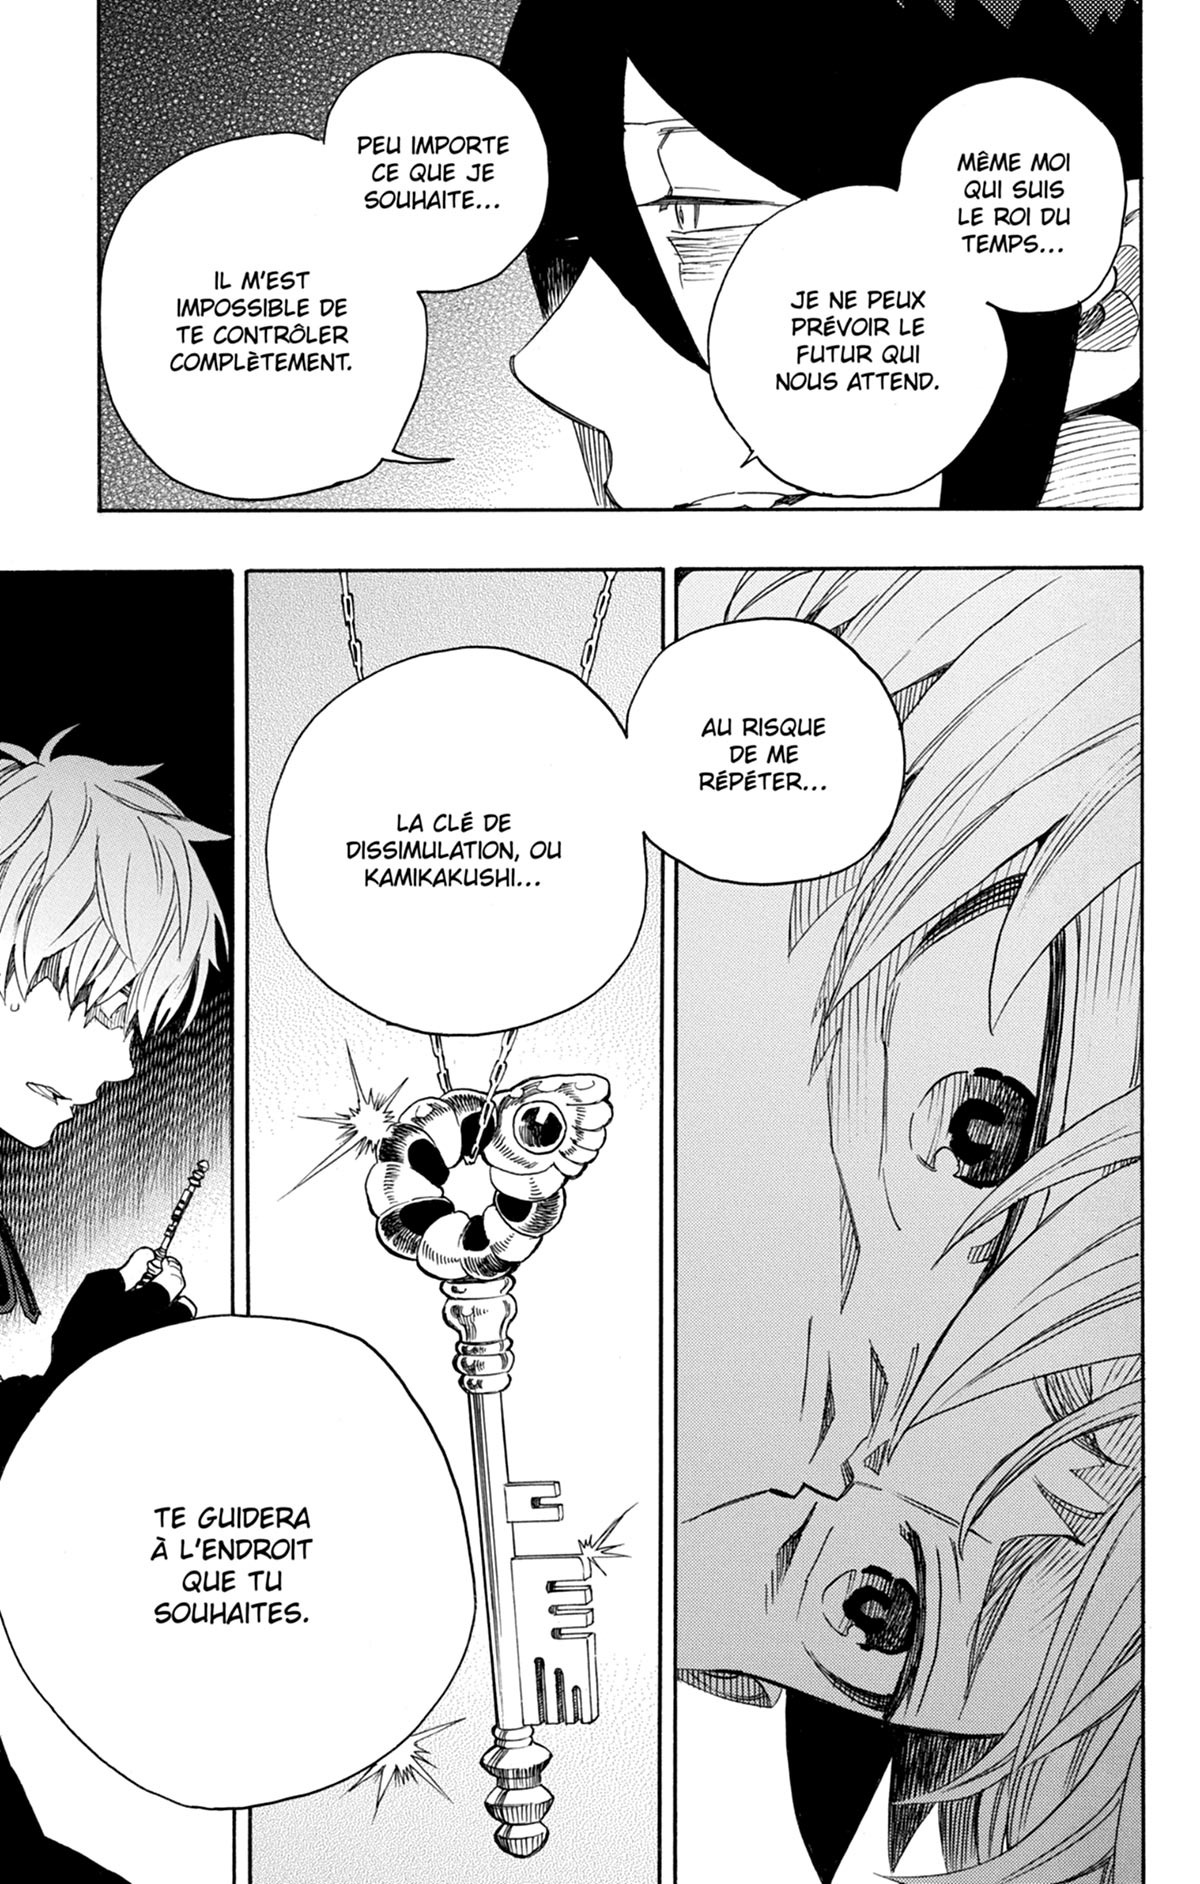 MÊME MOI
QUI SUIS
LE ROI DU
TEMPS...
JE NE PEUX
PRÉVOIR LE
FUTUR QUI
NOUS ATTEND.
PEU IMPORTE
CE QUE JE
SOUHAITE...
IL M'EST
IMPOSSIBLE DE
TE CONTRÔLER
COMPLÈTEMENT.
AU RISQUE
DE ME
RÉPÉTER...
LA CLÉ DE
DISSIMULATION, OU
KAMIKAKUSHI...
TE GUIDERA
À L'ENDROIT
QUE TU
SOUHAITES.